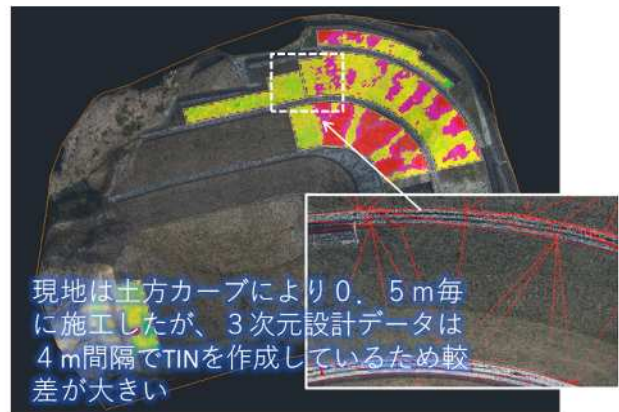 現地は土方カーブにより０．５ｍ毎
に施工したが、３次元設計データは
４ｍ間隔でTINを作成しているため較
差が大きい